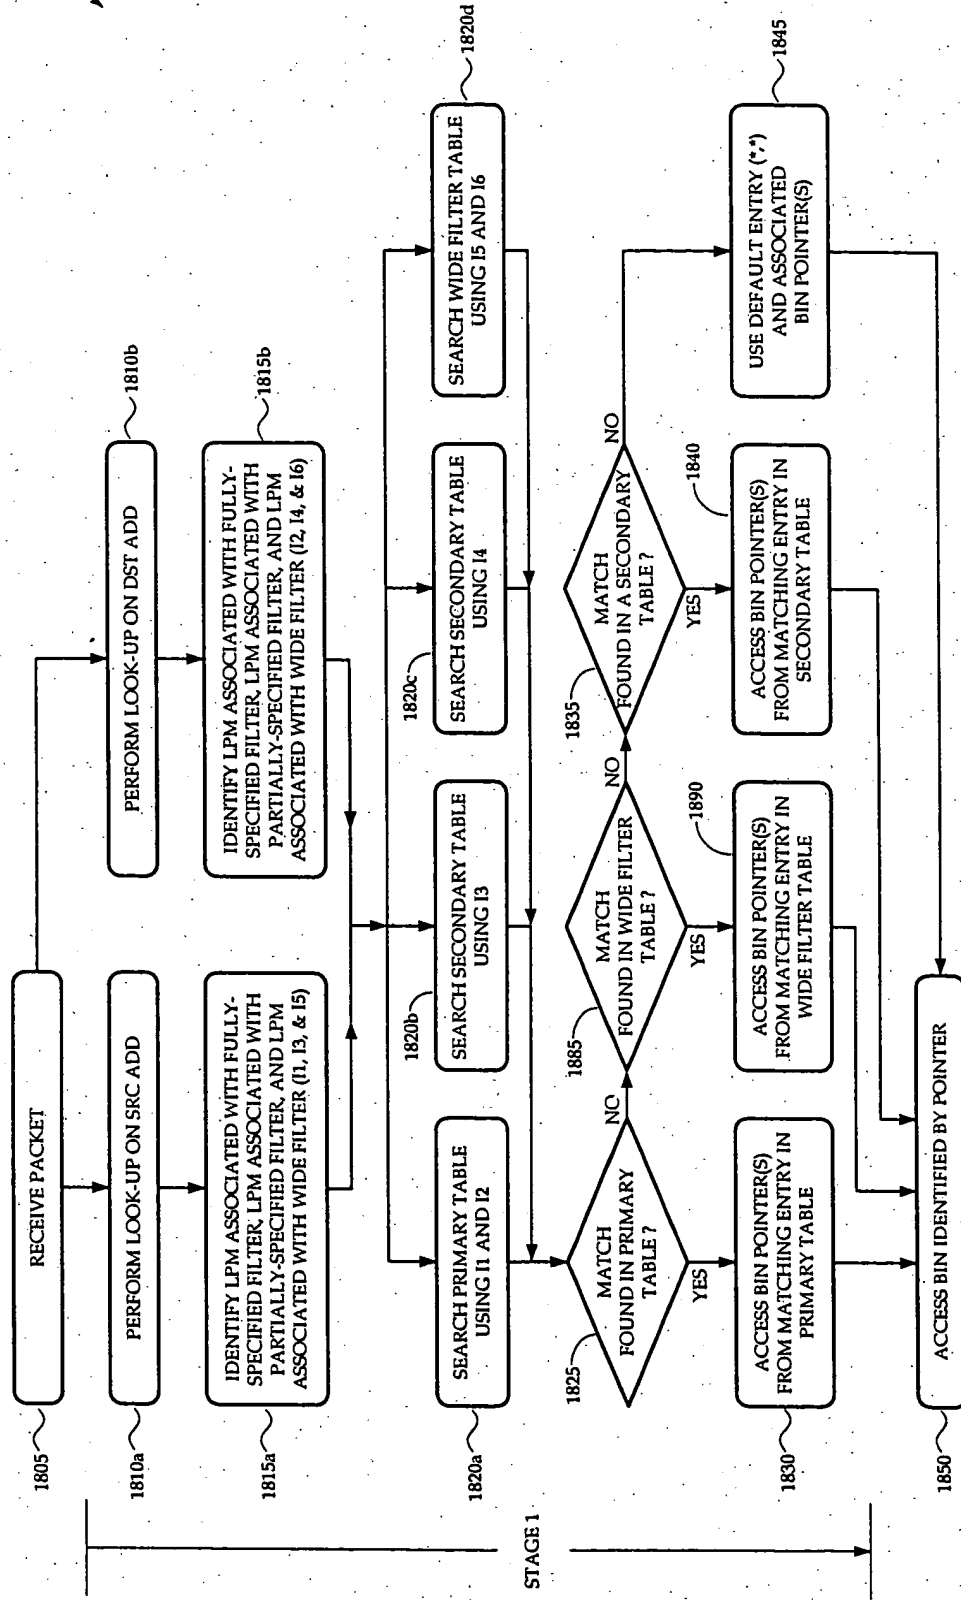 1805
RECEIVE PACKET
1810a
PERFORM LOOK-UP ON SRC ADD
PERFORM LOOK-UP ON DST ADD
1810b
1815a
IDENTIFY LPM ASSOCIATED WITH FULLY-
SPECIFIED FILTER, LPM ASSOCIATED WITH
PARTIALLY-SPECIFIED FILTER, AND LPM
ASSOCIATED WITH WIDE FILTER (I1, I3, & I5)
IDENTIFY LPM ASSOCIATED WITH FULLY-
SPECIFIED FILTER, LPM ASSOCIATED WITH
PARTIALLY-SPECIFIED FILTER, AND LPM
ASSOCIATED WITH WIDE FILTER (I2, I4, & I6)
1815b
1820a
SEARCH PRIMARY TABLE
USING I1 AND I2
1820b
SEARCH SECONDARY TABLE
USING I3
1820c
SEARCH SECONDARY TABLE
USING I4
SEARCH WIDE FILTER TABLE
USING I5 AND I6
1820d
STAGE 1
1825
MATCH
FOUND IN PRIMARY
TABLE ?
NO
YES
1885
MATCH
FOUND IN WIDE FILTER
TABLE ?
NO
YES
1835
MATCH
FOUND IN A SECONDARY
TABLE ?
NO
YES
1830
ACCESS BIN POINTER(S)
FROM MATCHING ENTRY IN
PRIMARY TABLE
1890
ACCESS BIN POINTER(S)
FROM MATCHING ENTRY IN
WIDE FILTER TABLE
1840
ACCESS BIN POINTER(S)
FROM MATCHING ENTRY IN
SECONDARY TABLE
USE DEFAULT ENTRY (*,*)
AND ASSOCIATED
BIN POINTER(S)
1845
1850
ACCESS BIN IDENTIFIED BY POINTER